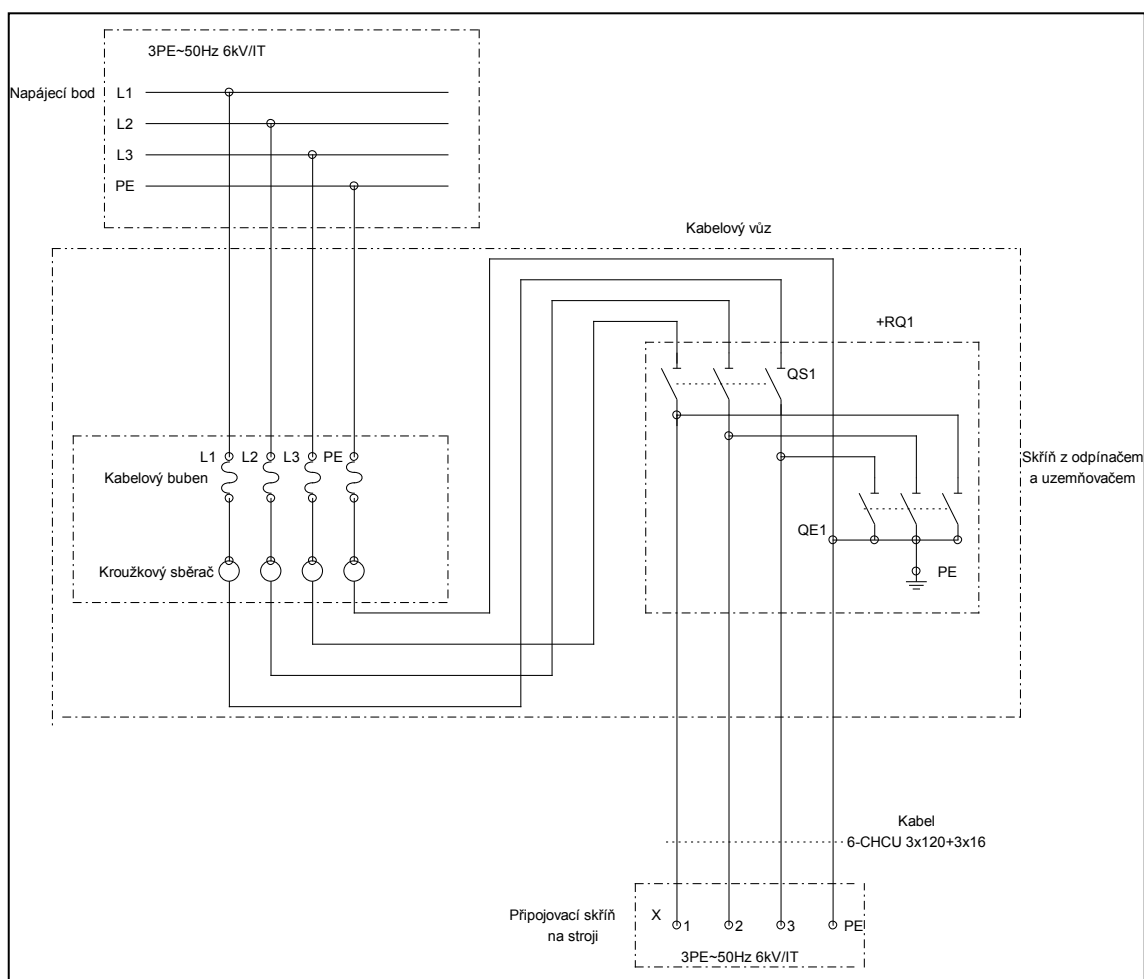 3PE~50Hz 6kV/IT
Napájecí bod
L1
L2
L3
PE
Kabelový vůz
+RQ1
QS1
L1 L2 L3 PE
Kabelový buben
Skříň z odpínačem
a uzemňovačem
QE1
Kroužkový sběrač
PE
Kabel
6-CHCU 3x120+3x16
Připojovací skříň
na stroji
X 1 2 3 PE
3PE~50Hz 6kV/IT